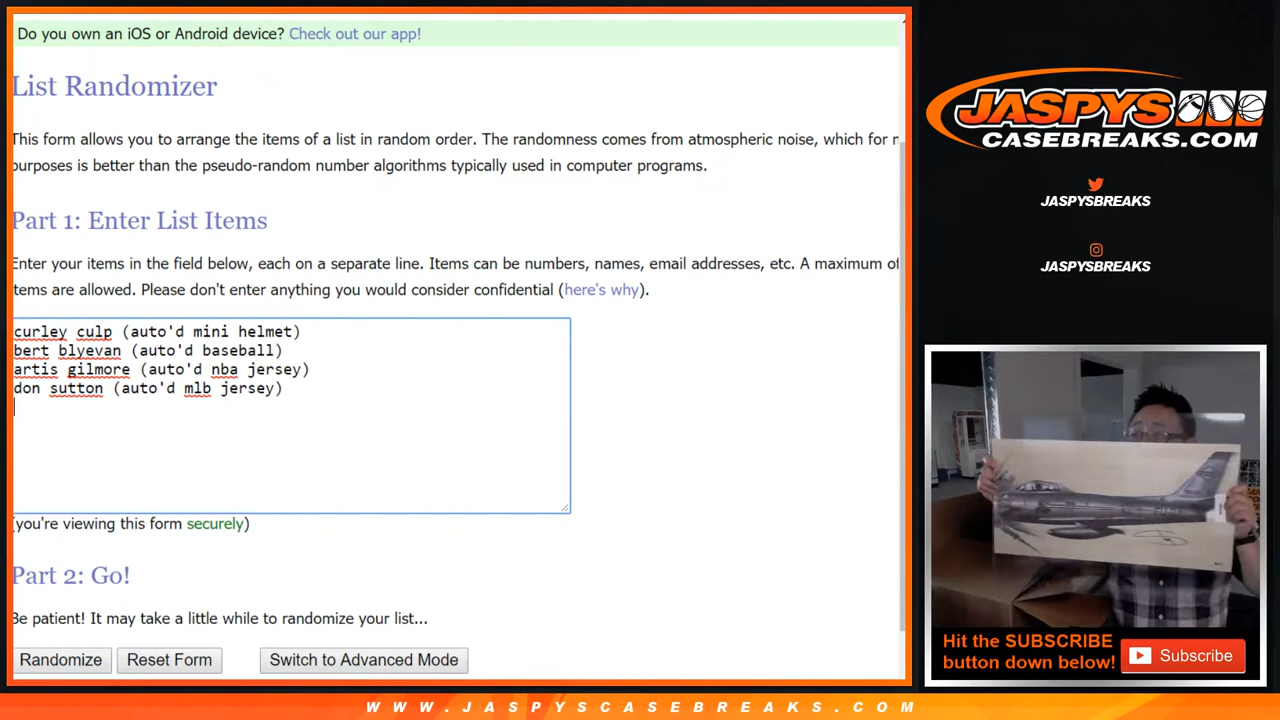 Do you own an iOS or Android device? Check out our app!
List Randomizer
This form allows you to arrange the items of a list in random order. The randomness comes from atmospheric noise, which for
purposes is better than the pseudo-random number algorithms typically used in computer programs.
Part 1: Enter List Items
Enter your items in the field below, each on a separate line. Items can be numbers, names, email addresses, etc. A maximum of
items are allowed. Please don't enter anything you would consider confidential (here's why).
curley culp (auto'd mini helmet)
bert blyevan (auto'd baseball)
artis gilmore (auto'd nba jersey)
don sutton (auto'd mlb jersey)
(you're viewing this form securely)
Part 2: Go!
Be patient! It may take a little while to randomize your list...
Randomize Reset Form Switch to Advanced Mode
JASPYS
CASEBREAKS.COM
JASPYSBREAKS
JASPYSBREAKS
Hit the SUBSCRIBE
button down below!
Subscribe
WWW.JASPYSCASEBREAKS.COM